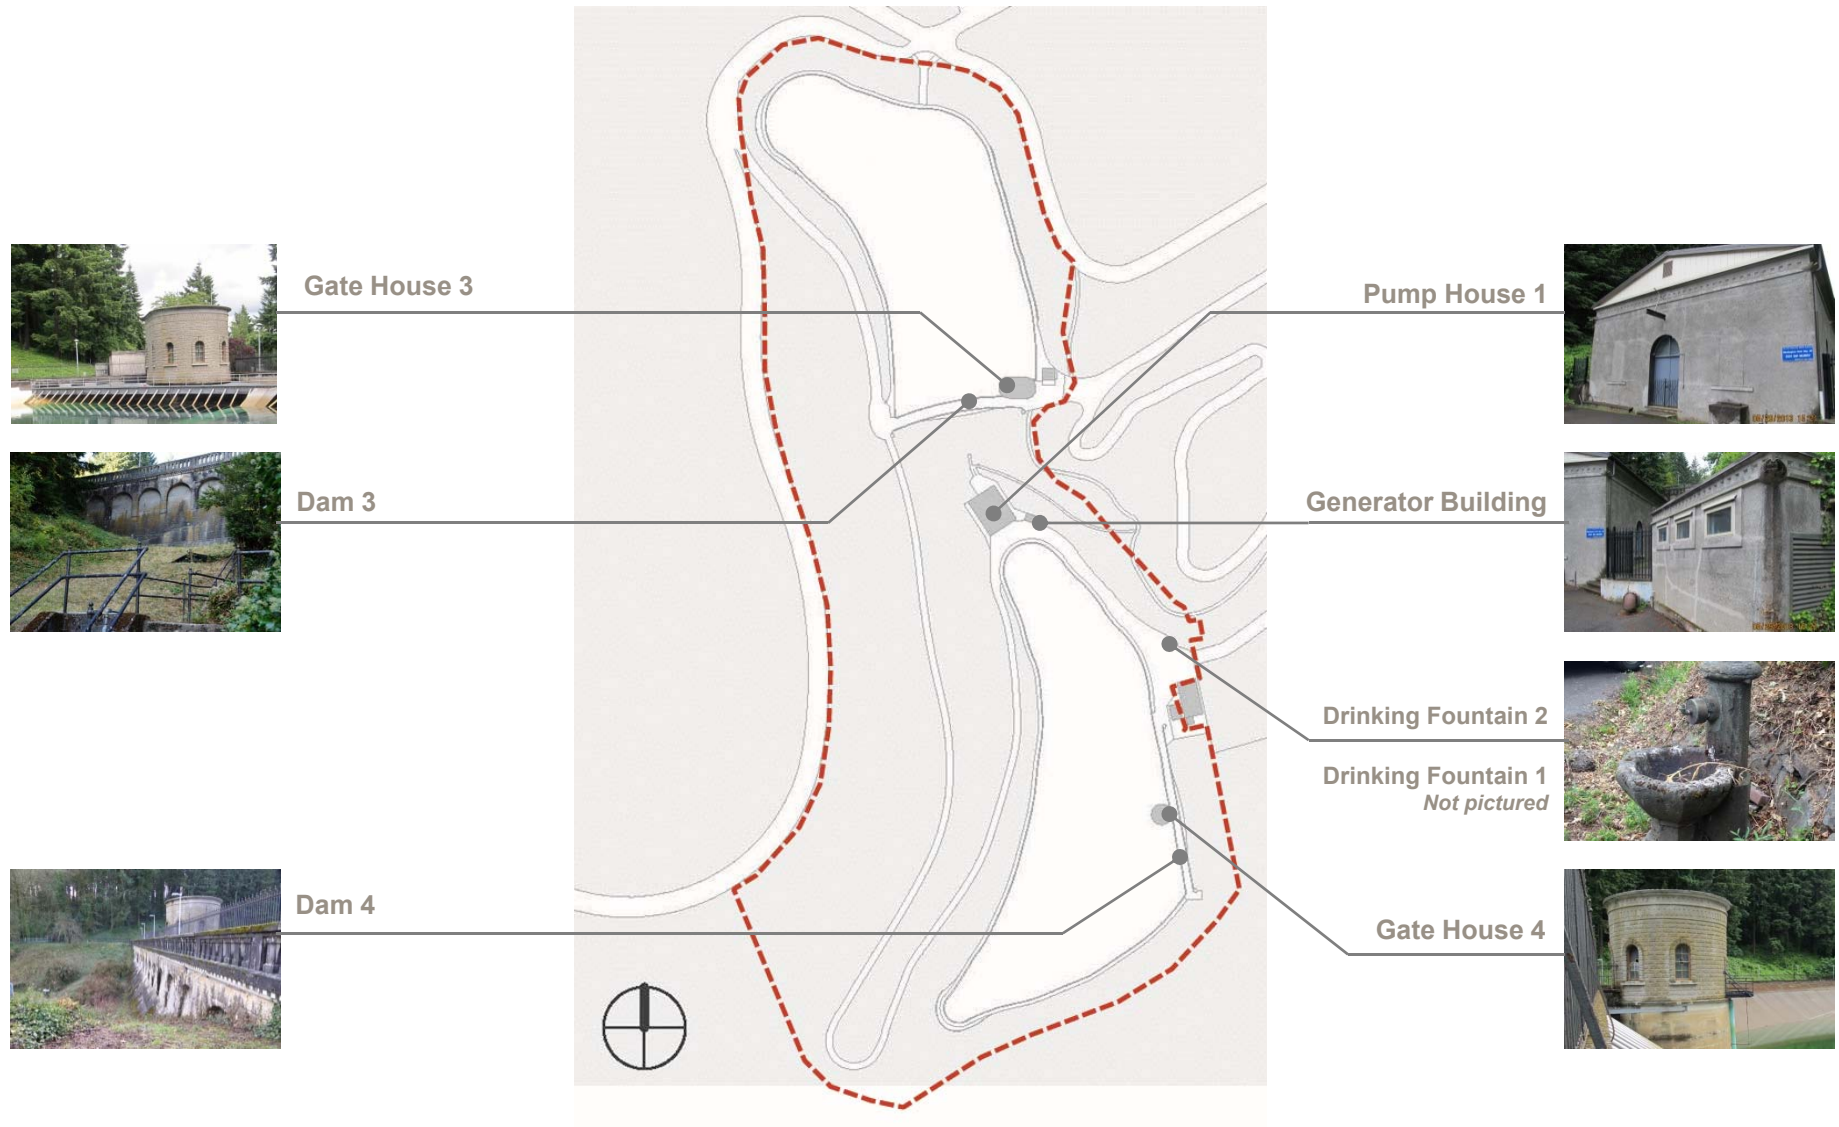 Gate House 3
Pump House 1
Dam 3
Generator Building
Drinking Fountain 2
Drinking Fountain 1
Not pictured
Dam 4
Gate House 4